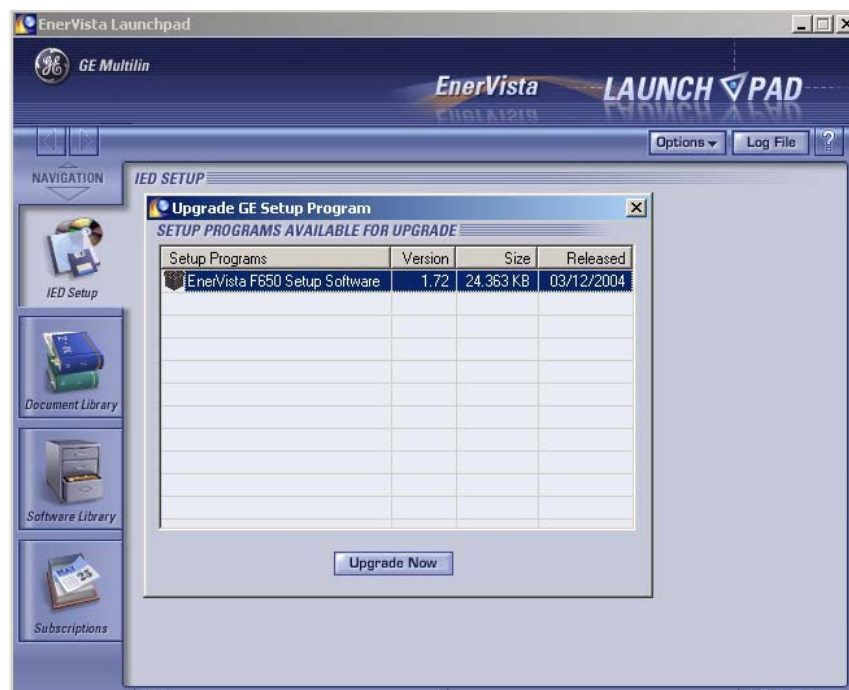 EnerVista Launchpad
GE Multilin
EnerVista LAUNCH PAD
Options
Log File
?
NAVIGATION
IED SETUP
Upgrade GE Setup Program
SETUP PROGRAMS AVAILABLE FOR UPGRADE
Setup Programs Version Size Released
EnerVista F650 Setup Software 1.72 24.363 KB 03/12/2004
IED Setup
Document Library
Software Library
Upgrade Now
MAY 25
Subscriptions